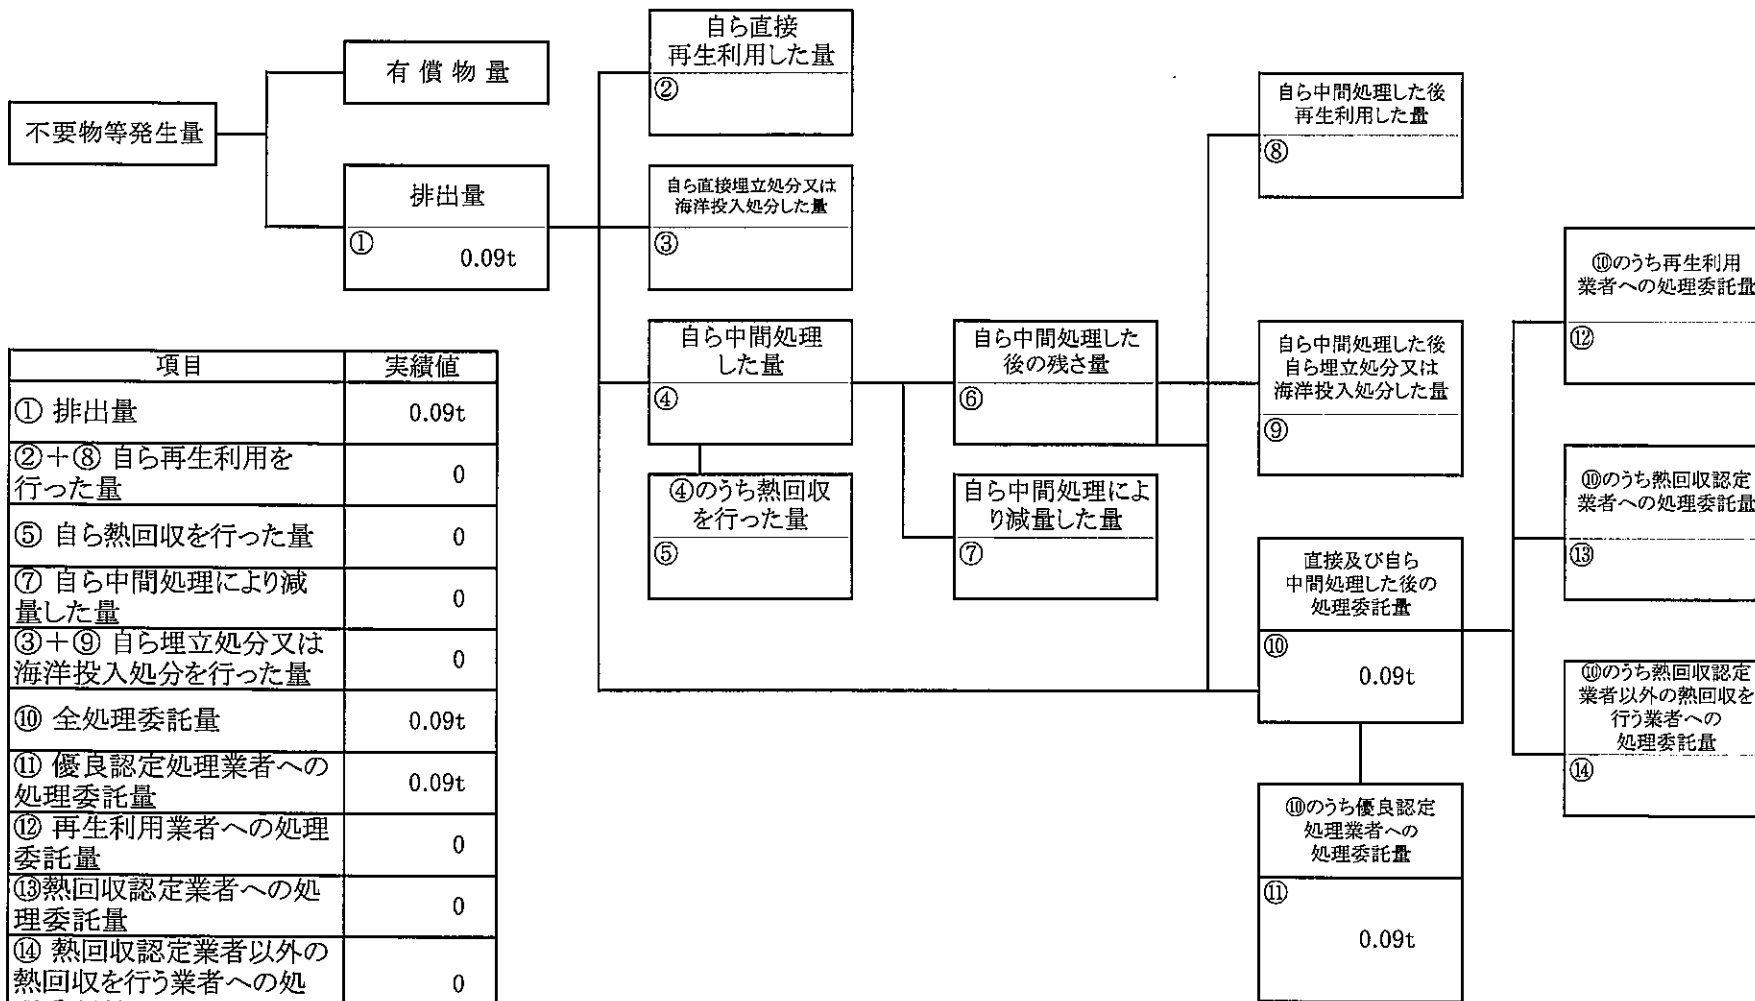 不要物等発生量
有償物量
排出量
①
0.09t
自ら直接
再生利用した量
②
自ら直接埋立処分又は
海洋投入処分した量
③
自ら中間処理
した量
④
④のうち熱回収
を行った量
⑤
自ら中間処理した
後の残さ量
⑥
自ら中間処理によ
り減量した量
⑦
自ら中間処理した後
再生利用した量
⑧
自ら中間処理した後
自ら埋立処分又は
海洋投入処分した量
⑨
直接及び自ら
中間処理した後の
処理委託量
⑩
0.09t
⑩のうち優良認定
処理業者への
処理委託量
⑪
0.09t
⑩のうち再生利用
業者への処理委託量
⑫
⑩のうち熱回収認定
業者への処理委託量
⑬
⑩のうち熱回収認定
業者以外の熱回収を
行う業者への
処理委託量
⑭
項目 実績値
① 排出量 0.09t
②+⑧ 自ら再生利用を
行った量 0
⑤ 自ら熱回収を行った量 0
⑦ 自ら中間処理により減
量した量 0
③+⑨ 自ら埋立処分又は
海洋投入処分を行った量 0
⑩ 全処理委託量 0.09t
⑪ 優良認定処理業者への
処理委託量 0.09t
⑫ 再生利用業者への処理
委託量 0
⑬熱回収認定業者への処
理委託量 0
⑭ 熱回収認定業者以外の
熱回収を行う業者への処 0